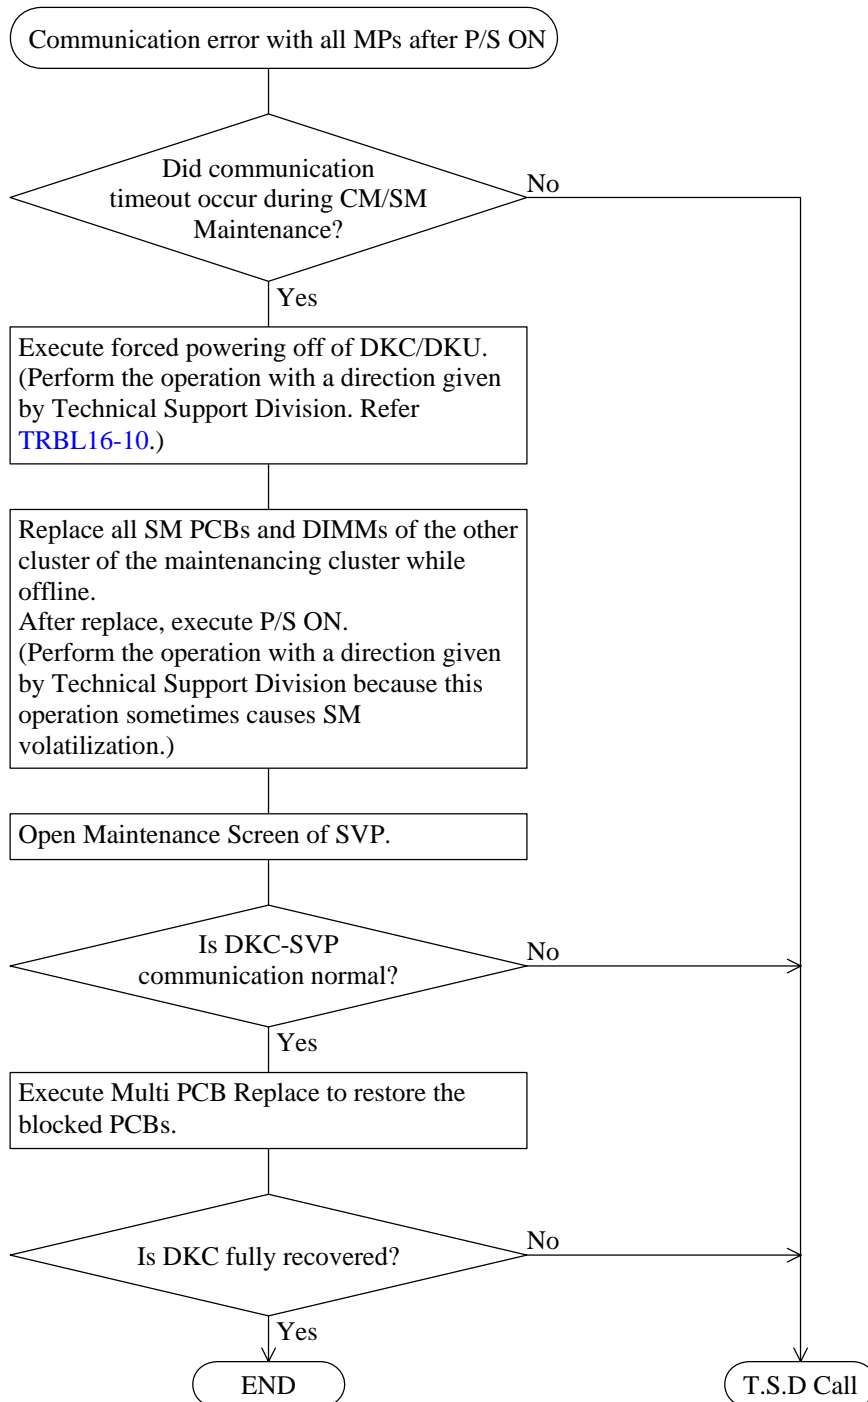 Communication error with all MPs after P/S ON
Did communication
timeout occur during CM/SM
Maintenance?
No
Yes
Execute forced powering off of DKC/DKU.
(Perform the operation with a direction given
by Technical Support Division. Refer
TRBL16-10.)
Replace all SM PCBs and DIMMs of the other
cluster of the maintenancing cluster while
offline.
After replace, execute P/S ON.
(Perform the operation with a direction given
by Technical Support Division because this
operation sometimes causes SM
volatilization.)
Open Maintenance Screen of SVP.
Is DKC-SVP
communication normal?
No
Yes
Execute Multi PCB Replace to restore the
blocked PCBs.
Is DKC fully recovered?
No
Yes
END
T.S.D Call